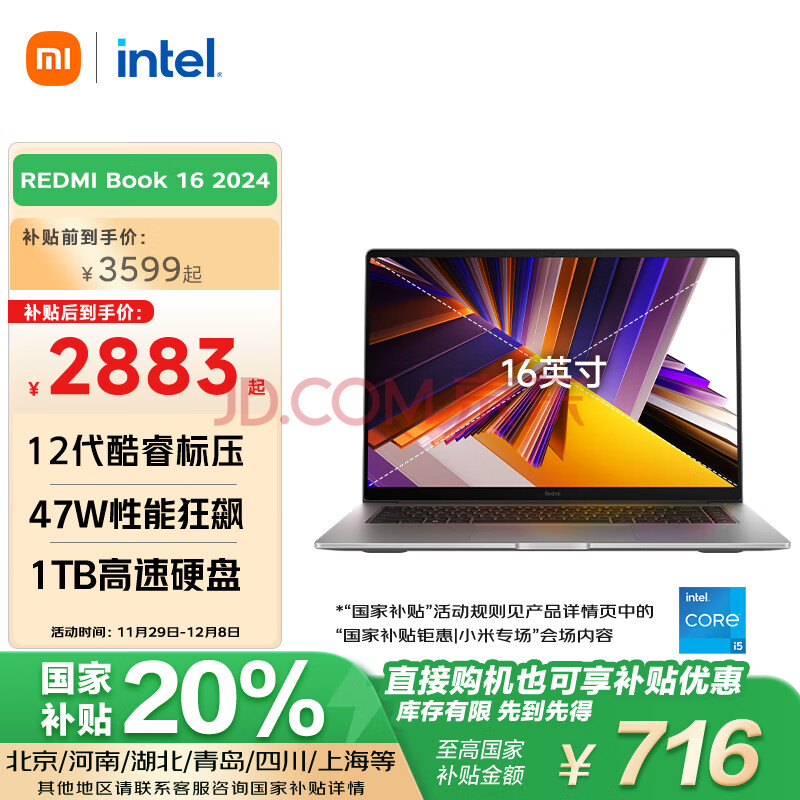 mi intel.
REDMI Book 16 2024
补贴前到手价：
￥3599起
补贴后到手价：
￥2883起
12代酷睿标压
47W性能狂飙
1TB高速硬盘
活动时间：11月29日-12月8日
16英寸
JD.COM 京东
Redmi
*“国家补贴”活动规则见产品详情页中的
“国家补贴钜惠|小米专场”会场内容
intel.
CORE
i5
国家
补贴
20%
北京/河南/湖北/青岛/四川/上海等
其他地区请联系客服咨询国家补贴详情
直接购机也可享补贴优惠
库存有限 先到先得
至高国家
补贴金额
￥716